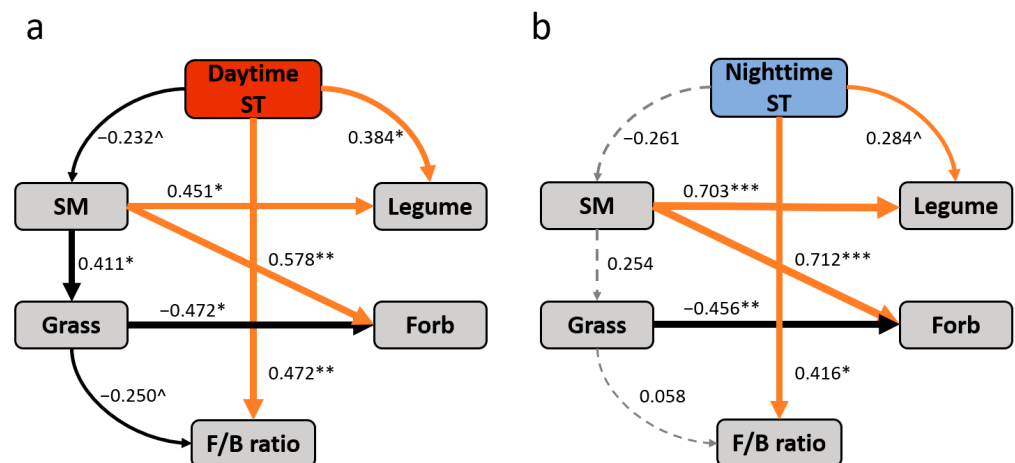 a
Daytime
ST
−0.232^
0.384*
SM
0.451*
Legume
0.411*
0.578**
Grass
−0.472*
Forb
−0.250^
0.472**
F/B ratio
b
Nighttime
ST
−0.261
0.284^
SM
0.703***
Legume
0.254
0.712***
Grass
−0.456**
Forb
0.058
0.416*
F/B ratio